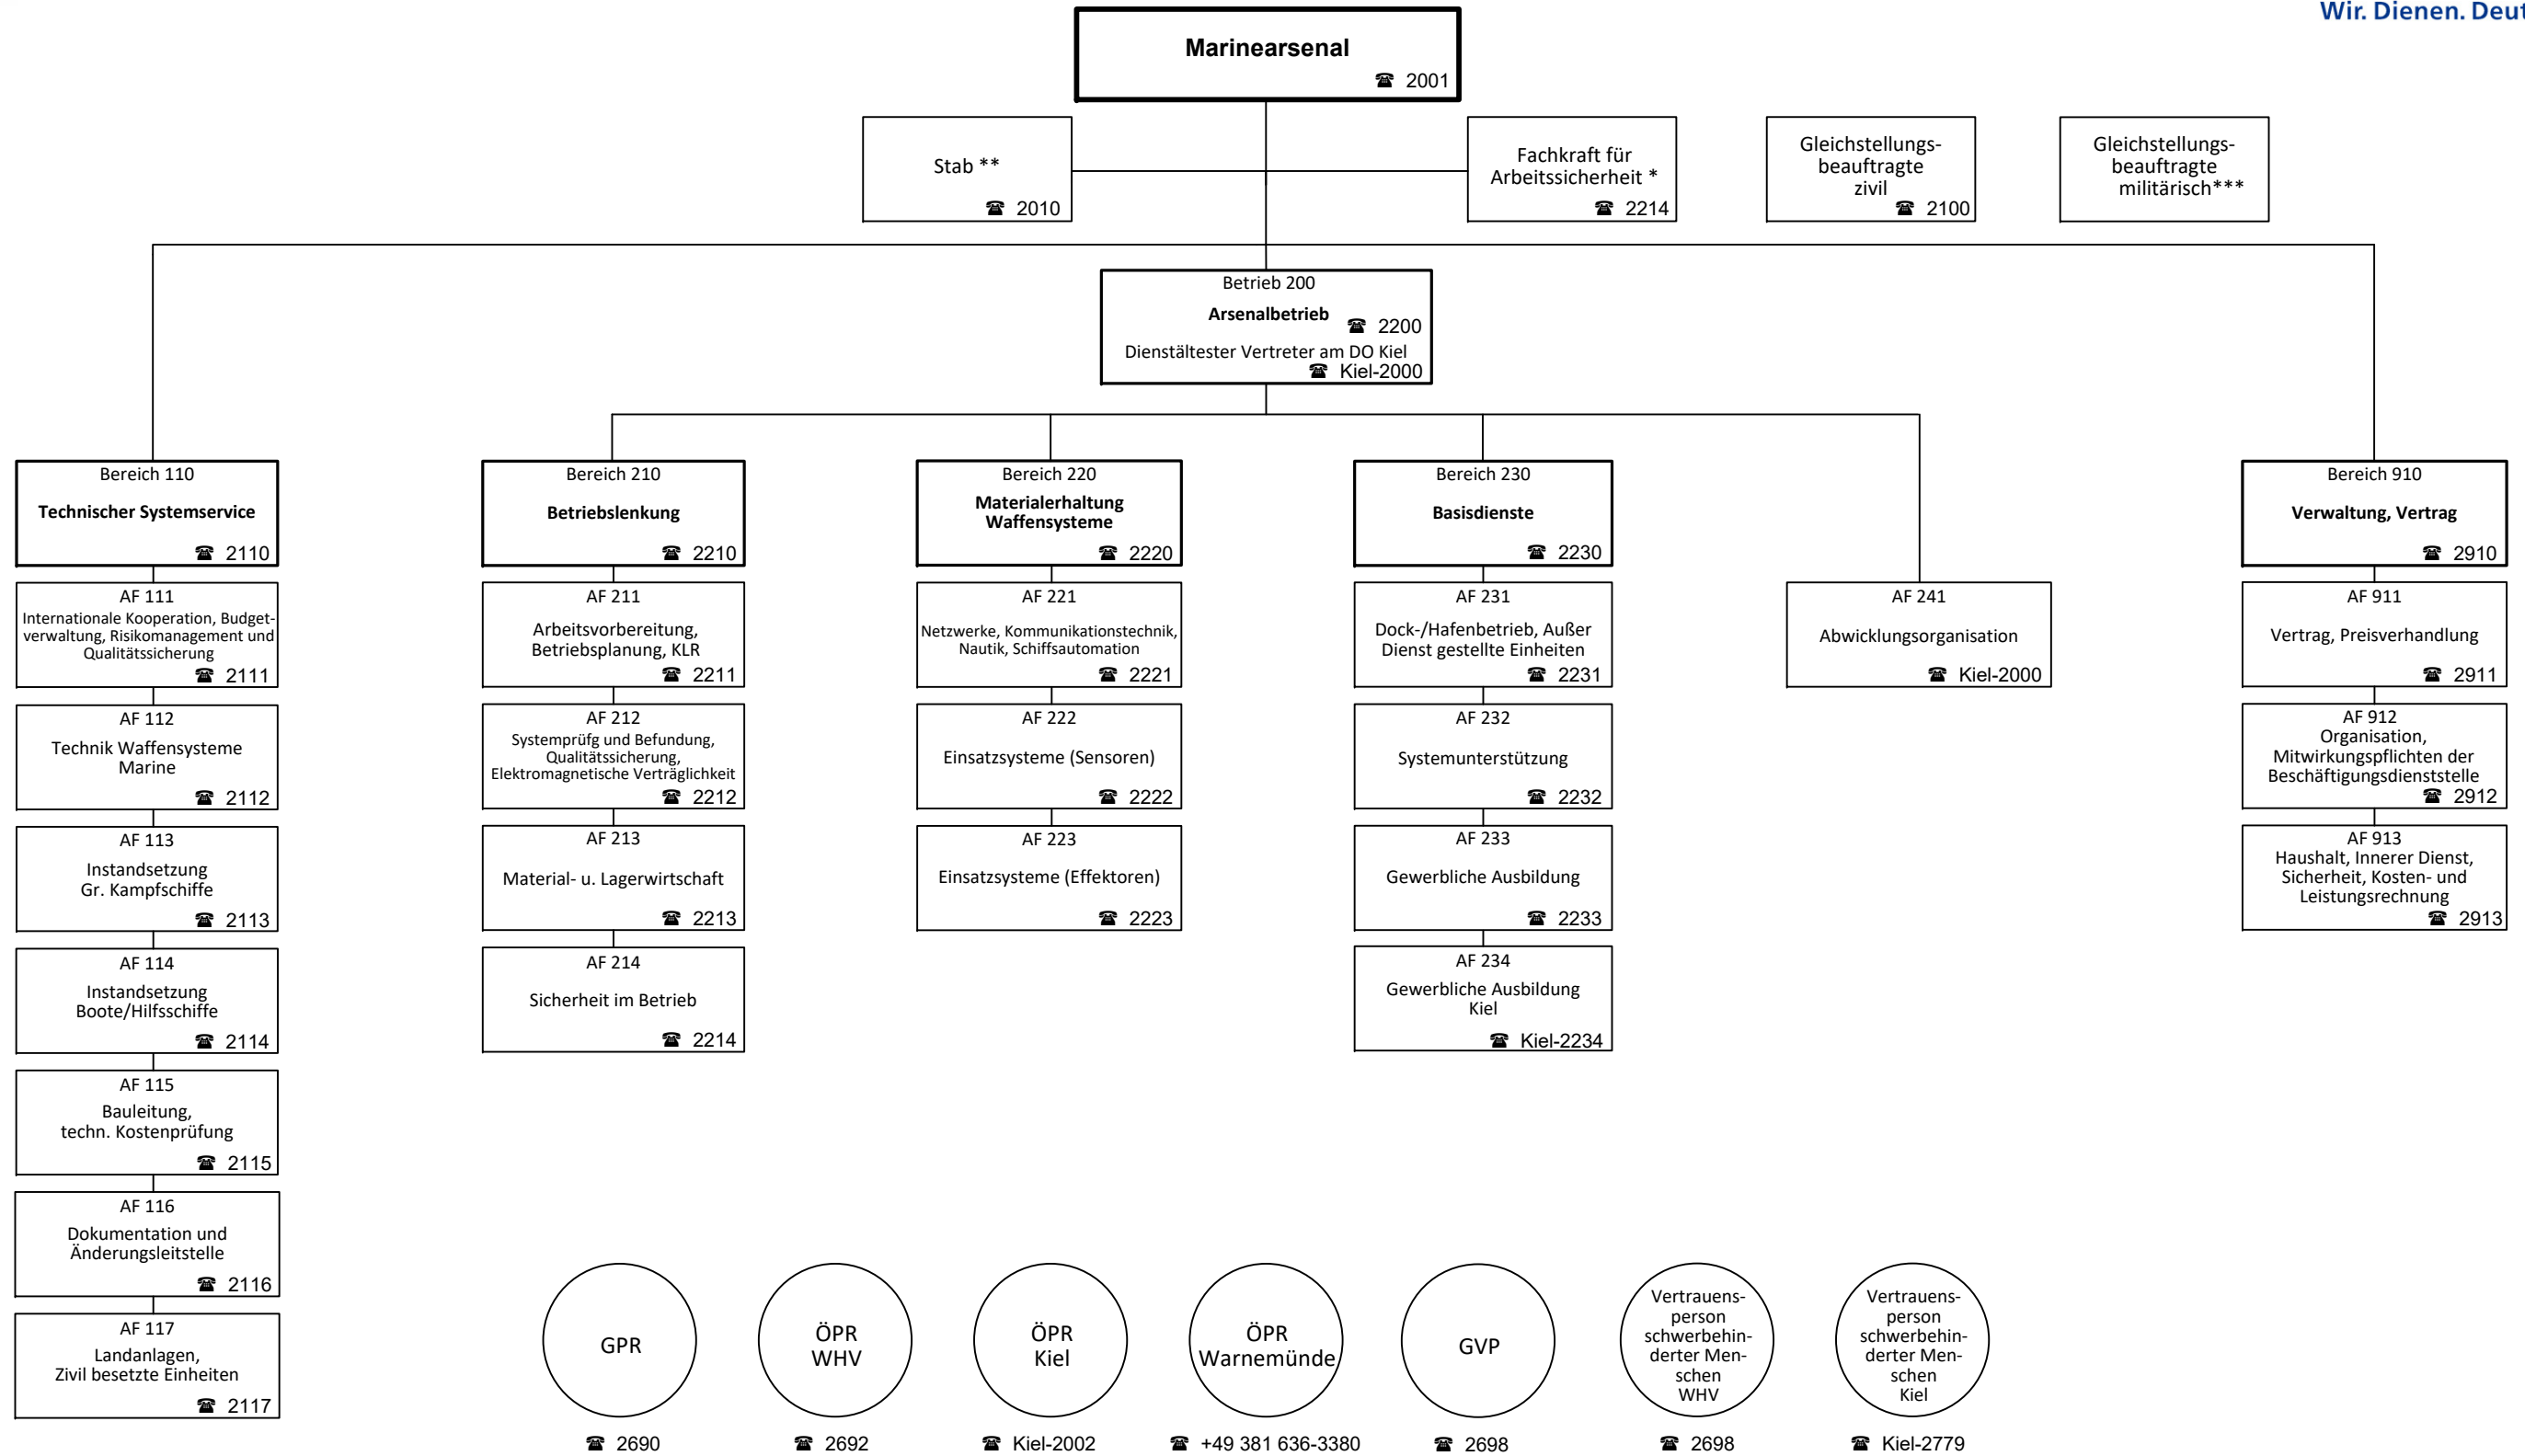 Wir. Dienen. Deut
Marinearsenal
☎ 2001
Stab **
☎ 2010
Fachkraft für
Arbeitssicherheit *
☎ 2214
Gleichstellungs-
beauftragte
zivil
☎ 2100
Gleichstellungs-
beauftragte
militärisch***
Betrieb 200
Arsenalbetrieb
☎ 2200
Dienstältester Vertreter am DO Kiel
☎ Kiel-2000
Bereich 110
Technischer Systemservice
☎ 2110
AF 111
Internationale Kooperation, Budget-
verwaltung, Risikomanagement und
Qualitätssicherung
☎ 2111
AF 112
Technik Waffensysteme
Marine
☎ 2112
AF 113
Instandsetzung
Gr. Kampfschiffe
☎ 2113
AF 114
Instandsetzung
Boote/Hilfsschiffe
☎ 2114
AF 115
Bauleitung,
techn. Kostenprüfung
☎ 2115
AF 116
Dokumentation und
Änderungsleitstelle
☎ 2116
AF 117
Landanlagen,
Zivil besetzte Einheiten
☎ 2117
Bereich 210
Betriebslenkung
☎ 2210
AF 211
Arbeitsvorbereitung,
Betriebsplanung, KLR
☎ 2211
AF 212
Systemprüfg und Befundung,
Qualitätssicherung,
Elektromagnetische Verträglichkeit
☎ 2212
AF 213
Material- u. Lagerwirtschaft
☎ 2213
AF 214
Sicherheit im Betrieb
☎ 2214
Bereich 220
Materialerhaltung
Waffensysteme
☎ 2220
AF 221
Netzwerke, Kommunikationstechnik,
Nautik, Schiffsautomation
☎ 2221
AF 222
Einsatzsysteme (Sensoren)
☎ 2222
AF 223
Einsatzsysteme (Effektoren)
☎ 2223
Bereich 230
Basisdienste
☎ 2230
AF 231
Dock-/Hafenbetrieb, Außer
Dienst gestellte Einheiten
☎ 2231
AF 232
Systemunterstützung
☎ 2232
AF 233
Gewerbliche Ausbildung
☎ 2233
AF 234
Gewerbliche Ausbildung
Kiel
☎ Kiel-2234
AF 241
Abwicklungsorganisation
☎ Kiel-2000
Bereich 910
Verwaltung, Vertrag
☎ 2910
AF 911
Vertrag, Preisverhandlung
☎ 2911
AF 912
Organisation,
Mitwirkungspflichten der
Beschäftigungsdienststelle
☎ 2912
AF 913
Haushalt, Innerer Dienst,
Sicherheit, Kosten- und
Leistungsrechnung
☎ 2913
GPR
☎ 2690
ÖPR
WHV
☎ 2692
ÖPR
Kiel
☎ Kiel-2002
ÖPR
Warnemünde
☎ +49 381 636-3380
GVP
☎ 2698
Vertrauens-
person
schwerbehin-
derter Men-
schen
WHV
☎ 2698
Vertrauens-
person
schwerbehin-
derter Men-
schen
Kiel
☎ Kiel-2779